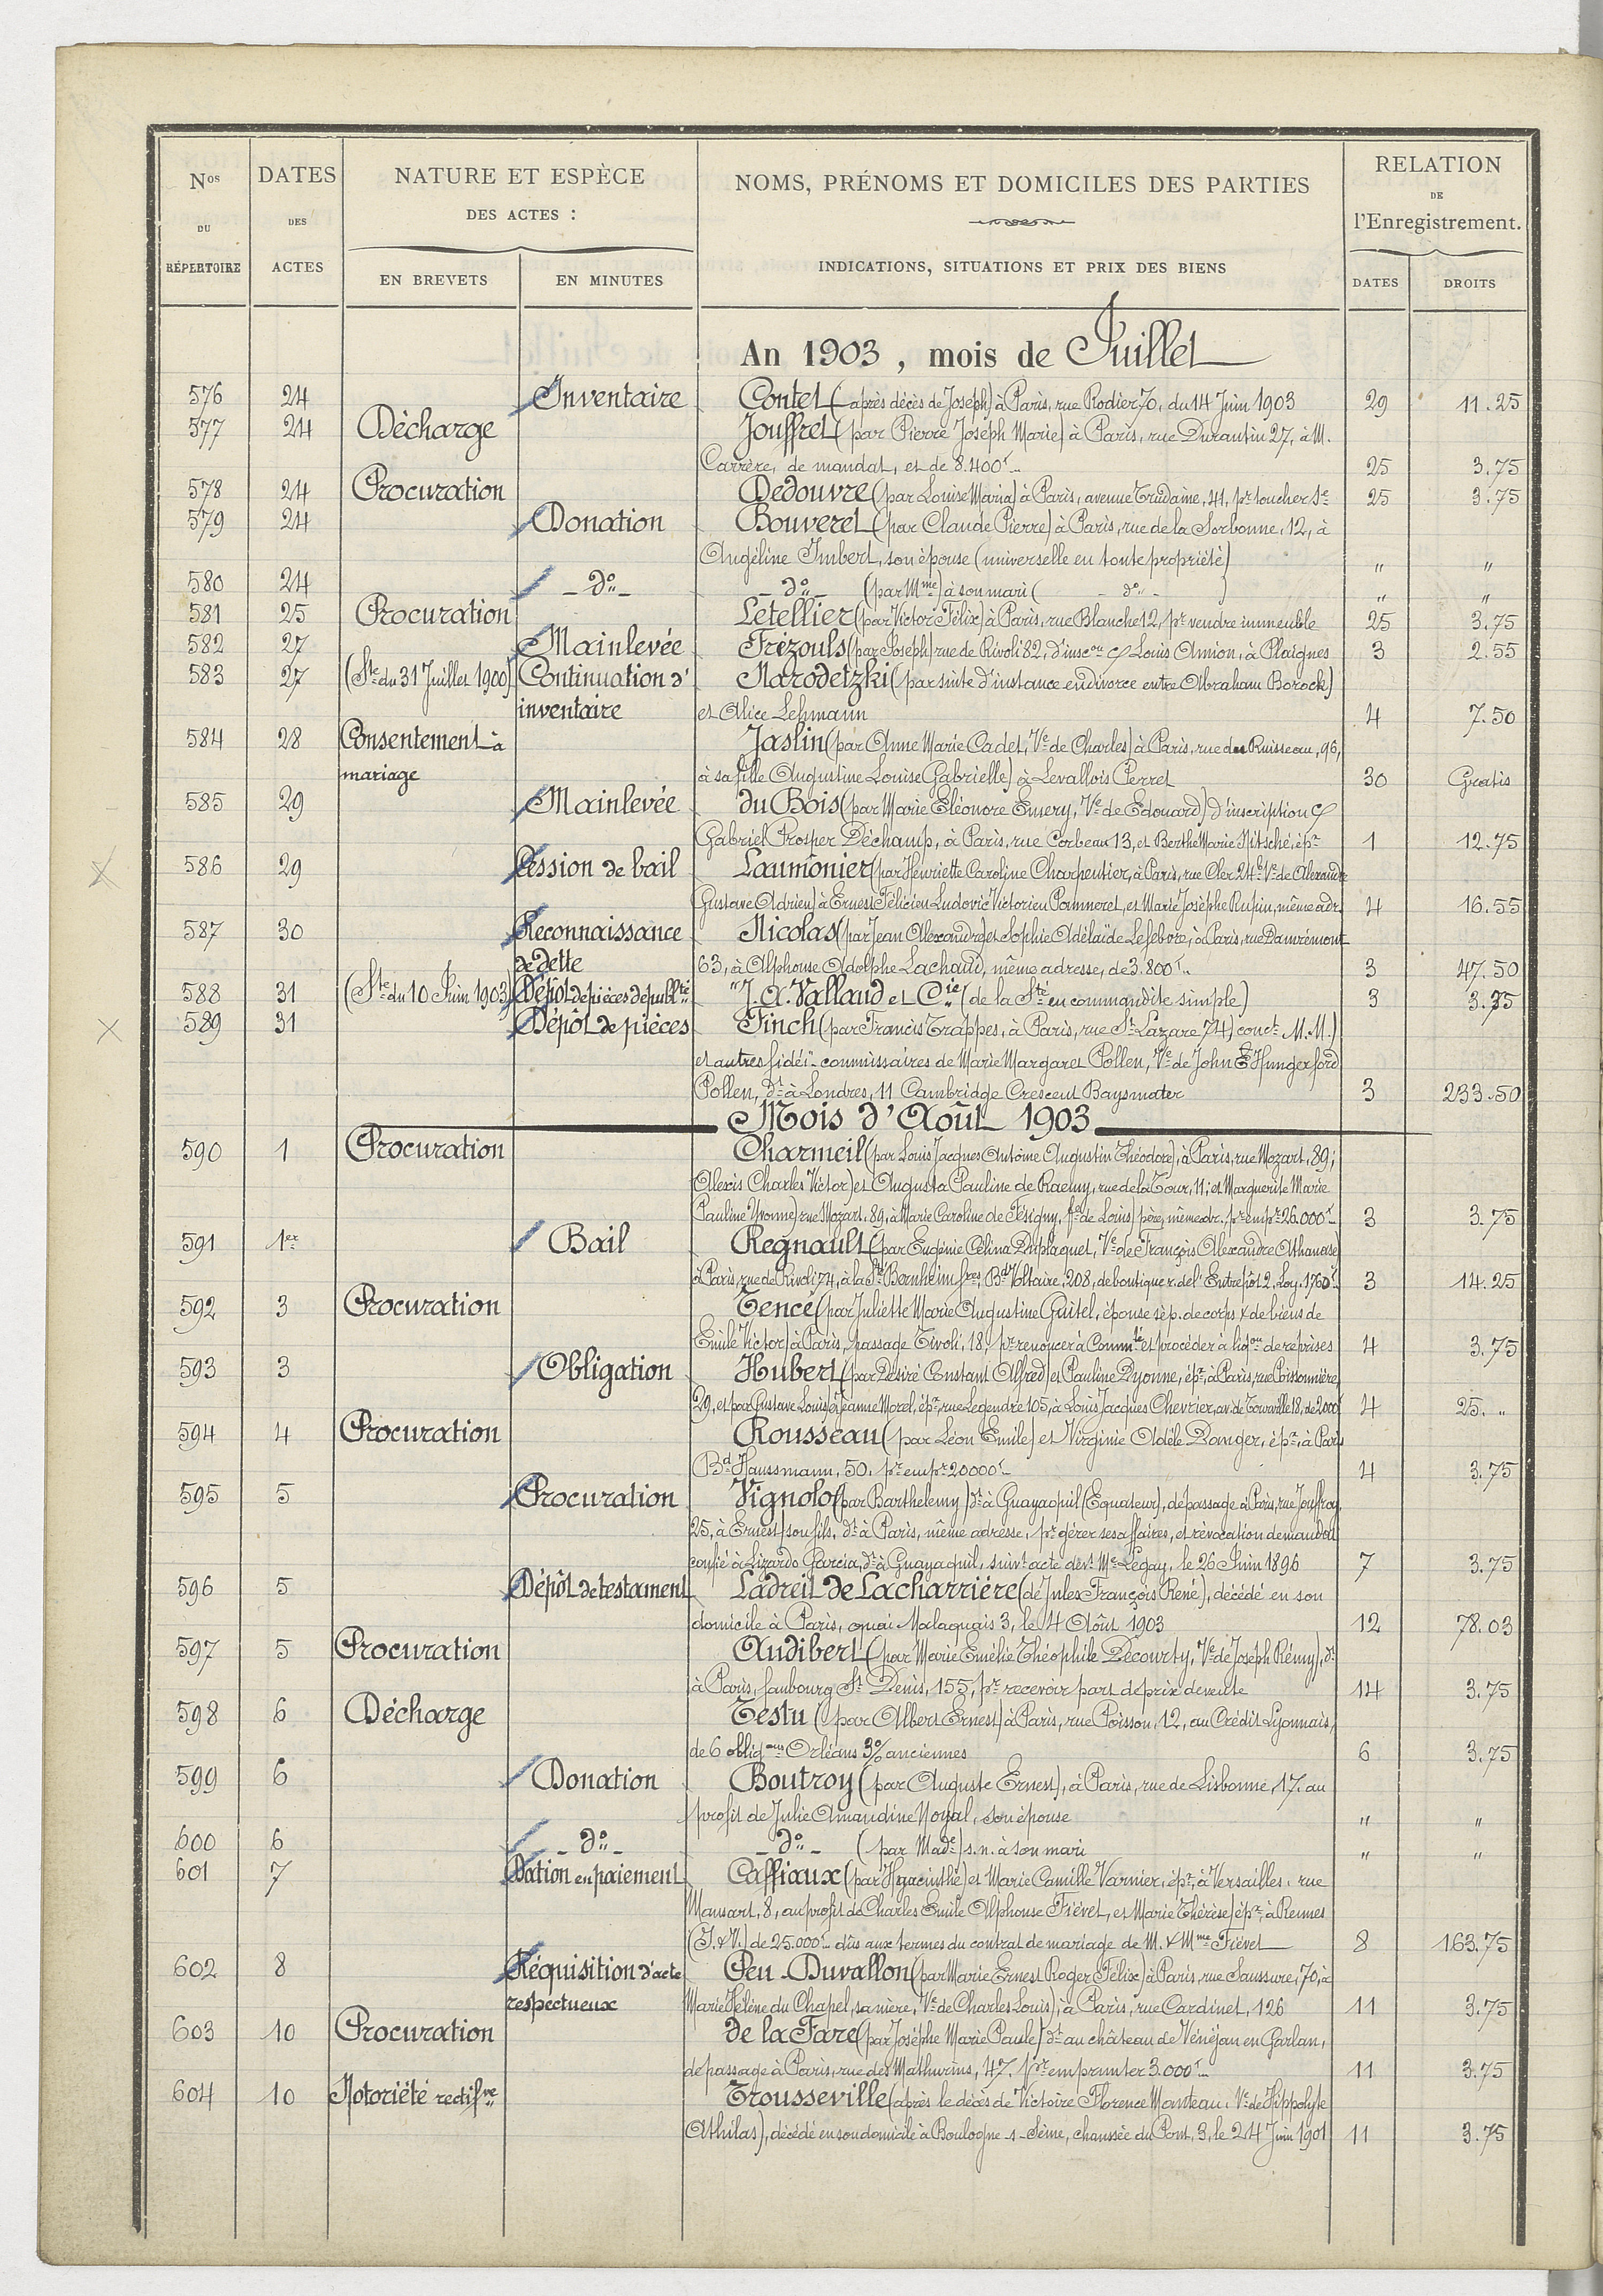 Nos DU RÉPERTOIRE
DATES DES ACTES
NATURE ET ESPÈCE DES ACTES :
EN BREVETS
EN MINUTES
NOMS, PRÉNOMS ET DOMICILES DES PARTIES
INDICATIONS, SITUATIONS ET PRIX DES BIENS
RELATION DE l'Enregistrement.
DATES
DROITS
An 1903, mois de Juillet
576 24 Inventaire Contet (après décès de Joseph) à Paris, rue Rodier 70, du 14 Juin 1903 29 11.25
577 24 Décharge Jouffret (par Pierre Joseph Marie) à Paris, rue Durantin 27, à M.
Carrère, de mandat, et de 8.400f 25 3.75
578 24 Procuration Dedouvre (par Louise Maria) à Paris, avenue Trudaine, 41, pr toucher se 25 3.75
579 24 Donation Bouveret (par Claude Pierre) à Paris, rue de la Sorbonne, 12, à
Angéline Imbert, son épouse (universelle en toute propriété) " "
580 24 - do - - do - (par Mme) à son mari ( - do - ) " "
581 25 Procuration Letellier (par Victor Félix) à Paris, rue Blanche 12, pr vendre immeuble 25 3.75
582 27 Mainlevée Frézouls (par Joseph) rue de Rivoli 82, d'inscon c/ Louis Amion, à Plaignes 3 2.55
583 27 (Ste du 31 Juillet 1900) Continuation d' Narodetzki (par suite d'instance en divorce entre Abraham Borock)
inventaire et Alice Lehmann 4 7.50
584 28 Consentement à Jaslin (par Anne Marie Cadet, Ve de Charles) à Paris, rue du Ruisseau, 96,
mariage à sa fille Augustine Louise Gabrielle) à Levallois Perret 30 Gratis
585 29 Mainlevée du Bois (par Marie Eléonore Emery, Ve de Edouard) d'inscription c/
Gabriel Prosper Déchamp, à Paris, rue Corbeau 13, et Berthe Marie Nitsché, épx 1 12.75
586 29 Cession de bail Laumônier (par Henriette Caroline Charpentier, à Paris, rue Cler 24b, Ve de Alexandre
Gustave Adrien) à Ernest Félicien Ludovic Victorien Pommeret, et Marie Josèphe Rupin, même adr. 4 16.55
587 30 Reconnaissance Nicolas (par Jean Alexandre) et Sophie Adélaïde Lefebvre, à Paris, rue Damrémont
de dette 63, à Alphonse Adolphe Lachaud, même adresse, de 3.800f 3 47.50
588 31 (Ste du 10 Juin 1903) Dépôt de pièces de publté "J. A. Vallaud et Cie" (de la Sté en commandite simple) 3 3.75
589 31 Dépôt de pièces Finch (par Francis Trappes, à Paris, rue St Lazare 74) conct M.M.)
et autres fidéi-commissaires de Marie Margaret Pollen, Ve de John Hungerford
Pollen, dt à Londres, 11 Cambridge Crescent Bayswater 3 233.50
Mois d'Août 1903
590 1 Procuration Charmeil (par Louis Jacques Antoine Augustin Théodore), à Paris, rue Mozart, 89;
Alexis Charles Victor) et Augusta Pauline de Raemy, rue de la Tour, 11; et Marguerite Marie
Pauline Yvonne) rue Mozart, 89, à Marie Caroline de Fésigny, fe de Louis) père, même adr. pr empr 26.000f 3 3.75
591 1er Bail Regnault (par Eugénie Célina Duplaquet, Ve de François Alexandre Athanase)
à Paris, rue de Rivoli 74, à la Sté Bernheim fres, Bd Voltaire, 208, de boutique r. de l'Entrepôt 2. Loy. 1760f 3 14.25
592 3 Procuration Tencé (par Juliette Marie Augustine Guitel, épouse sép. de corps & de biens de
Emile Victor) à Paris, passage Tivoli, 18, pr renoncer à Commté et procéder à liqon de reprises 4 3.75
593 3 Obligation Hubert (par Désiré Constant Alfred) et Pauline Dyonne, épx, à Paris, rue Poissonnière,
29, et par Gustave Louis) et Jeanne Morel, épx, rue Legendre 105, à Louis Jacques Chevrier, av. de Tourville 18, de 2000f 4 25. "
594 4 Procuration Rousseau (par Léon Emile) et Virginie Adèle Danger, épx, à Paris
Bd Haussmann, 50, pr empr 20000f 4 3.75
595 5 Procuration Vignolo (par Barthelemy) dt à Guayaquil (Equateur), de passage à Paris, rue Jouffroy,
25, à Ernest) son fils, dt à Paris, même adresse, pr gérer ses affaires, et révocation de mandat
confié à Lizardo Garcia, dt à Guayaquil, suivt acte devt Me Legay, le 26 Juin 1896 7 3.75
596 5 Dépôt de testament Ladreit de Lacharrière (de Jules François René), décédé en son
domicile à Paris, quai Malaquais 3, le 4 Août 1903 12 78.03
597 5 Procuration Audibert (par Marie Emélie Théophile Decourty, Ve de Joseph Rémy), dt
à Paris, faubourg St Denis, 155, pr recevoir part de prix de vente 14 3.75
598 6 Décharge Testu (par Albert Ernest) à Paris, rue Poisson, 12, au Crédit Lyonnais,
de 6 obligons Orléans 3% anciennes 6 3.75
599 6 Donation Boutroy (par Auguste Ernest), à Paris, rue de Lisbonne, 17, au
profit de Julie Amandine Noyal, son épouse " "
600 6 - do - - do - (par Made) s.n. à son mari " "
601 7 Dation en paiement Caffiaux (par Hyacinthe) et Marie Camille Varnier, épx, à Versailles, rue
Mansart, 8, au profit de Charles Emile Alphonse Fiévet, et Marie Thérèse) épx, à Rennes
(I. & V.) de 25.000f dûs aux termes du contrat de mariage de M. & Mme Fiévet 8 163.75
602 8 Réquisition d'acte Peu-Duvallon (par Marie Ernest Roger Félix) à Paris, rue Saussure, 70, à
respectueux Marie Hélène du Chapel, sa mère, Ve de Charles Louis), à Paris, rue Cardinet, 126 11 3.75
603 10 Procuration de la Fare (par Josèphe Marie Paule) dt au château de Vénéjan en Garlan,
de passage à Paris, rue des Mathurins, 47, pr emprunter 3.000f 11 3.75
604 10 Notoriété rectifve Trousseville (après le décès de Victoire Florence Manteau, Ve de Hippolyte
Athilas), décédé en son domicile à Boulogne-s-Seine, chaussée du Pont, 3, le 24 Juin 1901 11 3.75